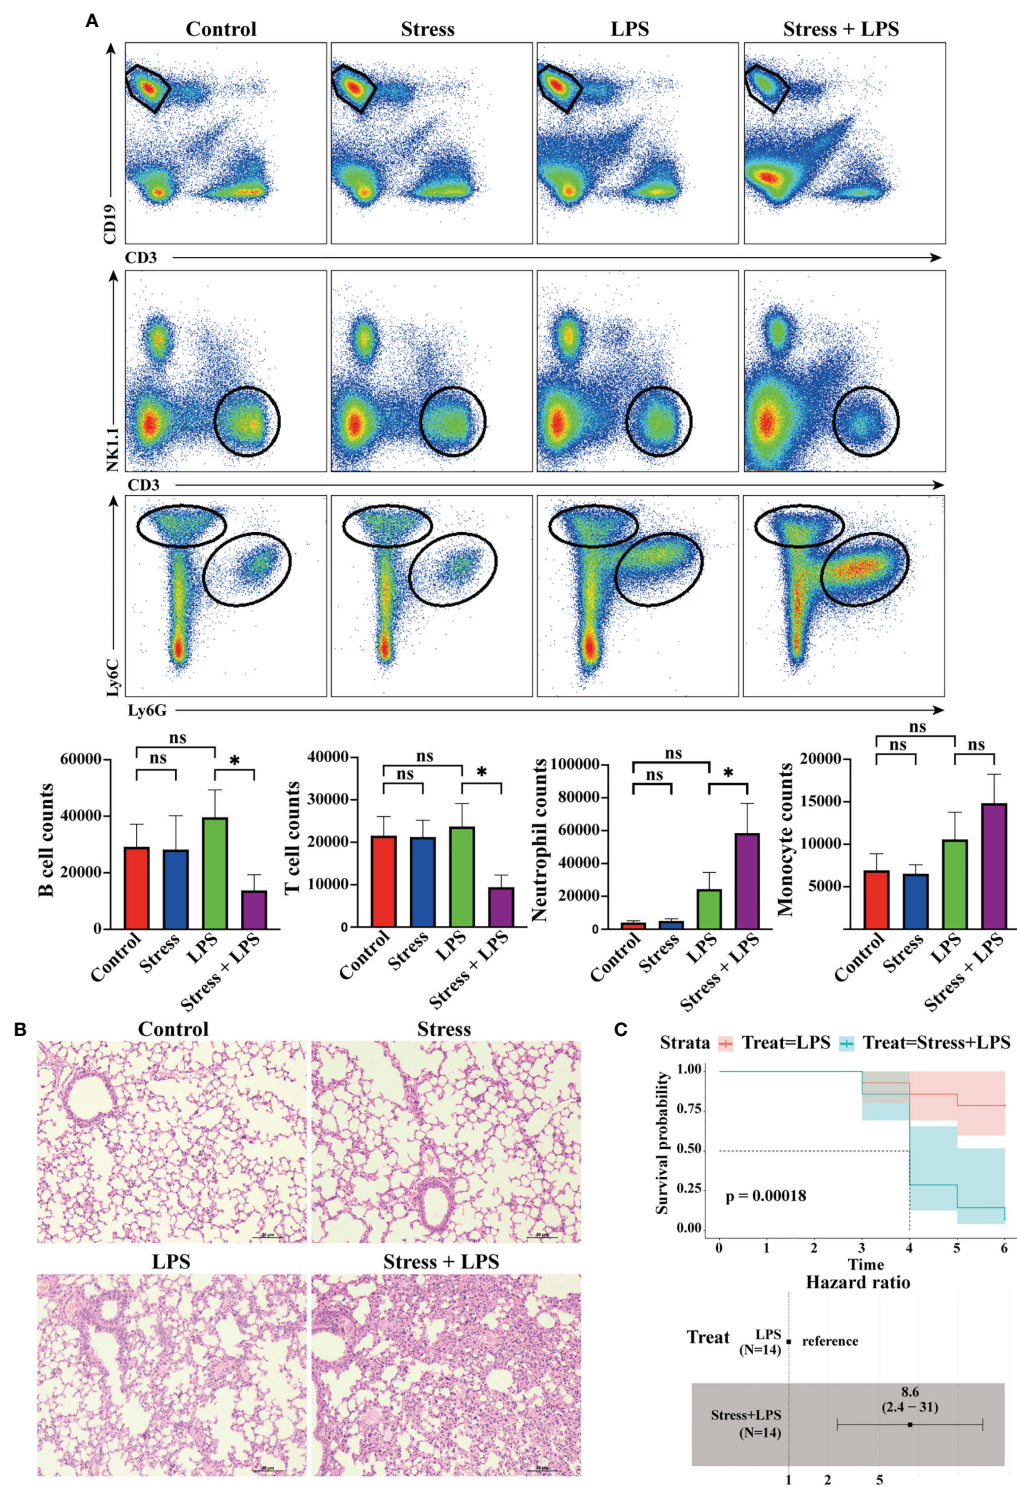 A
Control Stress LPS Stress + LPS
CD19
CD3
NK1.1
CD3
Ly6C
Ly6G
B cell counts
60000
40000
20000
0
ns
ns
*
Control
Stress
LPS
Stress + LPS
T cell counts
40000
30000
20000
10000
0
ns
ns
*
Control
Stress
LPS
Stress + LPS
Neutrophil counts
100000
80000
60000
40000
20000
0
ns
ns
*
Control
Stress
LPS
Stress + LPS
Monocyte counts
20000
15000
10000
5000
0
ns
ns
ns
Control
Stress
LPS
Stress + LPS
B
Control Stress
LPS Stress + LPS
C
Strata Treat=LPS Treat=Stress+LPS
Survival probability
1.00
0.75
0.50
0.25
0.00
p = 0.00018
0 1 2 3 4 5 6
Time
Hazard ratio
Treat
LPS
(N=14)
reference
Stress+LPS
(N=14)
8.6
(2.4 – 31)
1 2 5